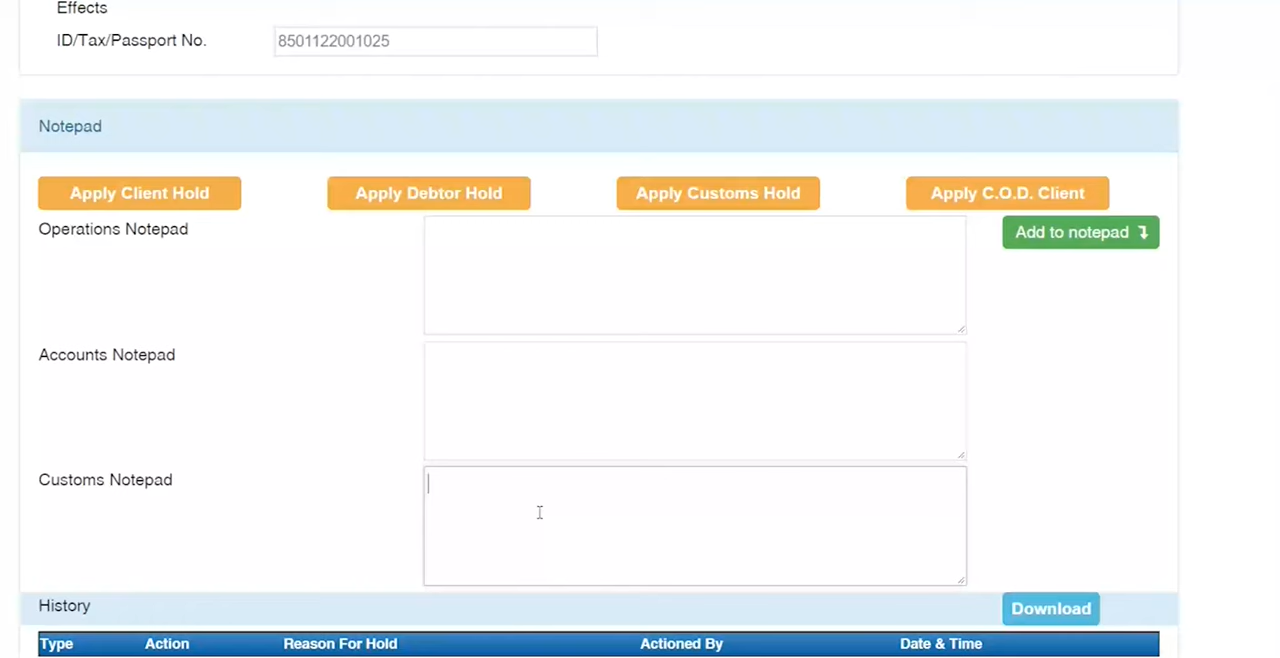 Effects
ID/Tax/Passport No. 8501122001025
Notepad
Apply Client Hold Apply Debtor Hold Apply Customs Hold Apply C.O.D. Client
Operations Notepad Add to notepad ↴
Accounts Notepad
Customs Notepad
History Download
Type Action Reason For Hold Actioned By Date & Time